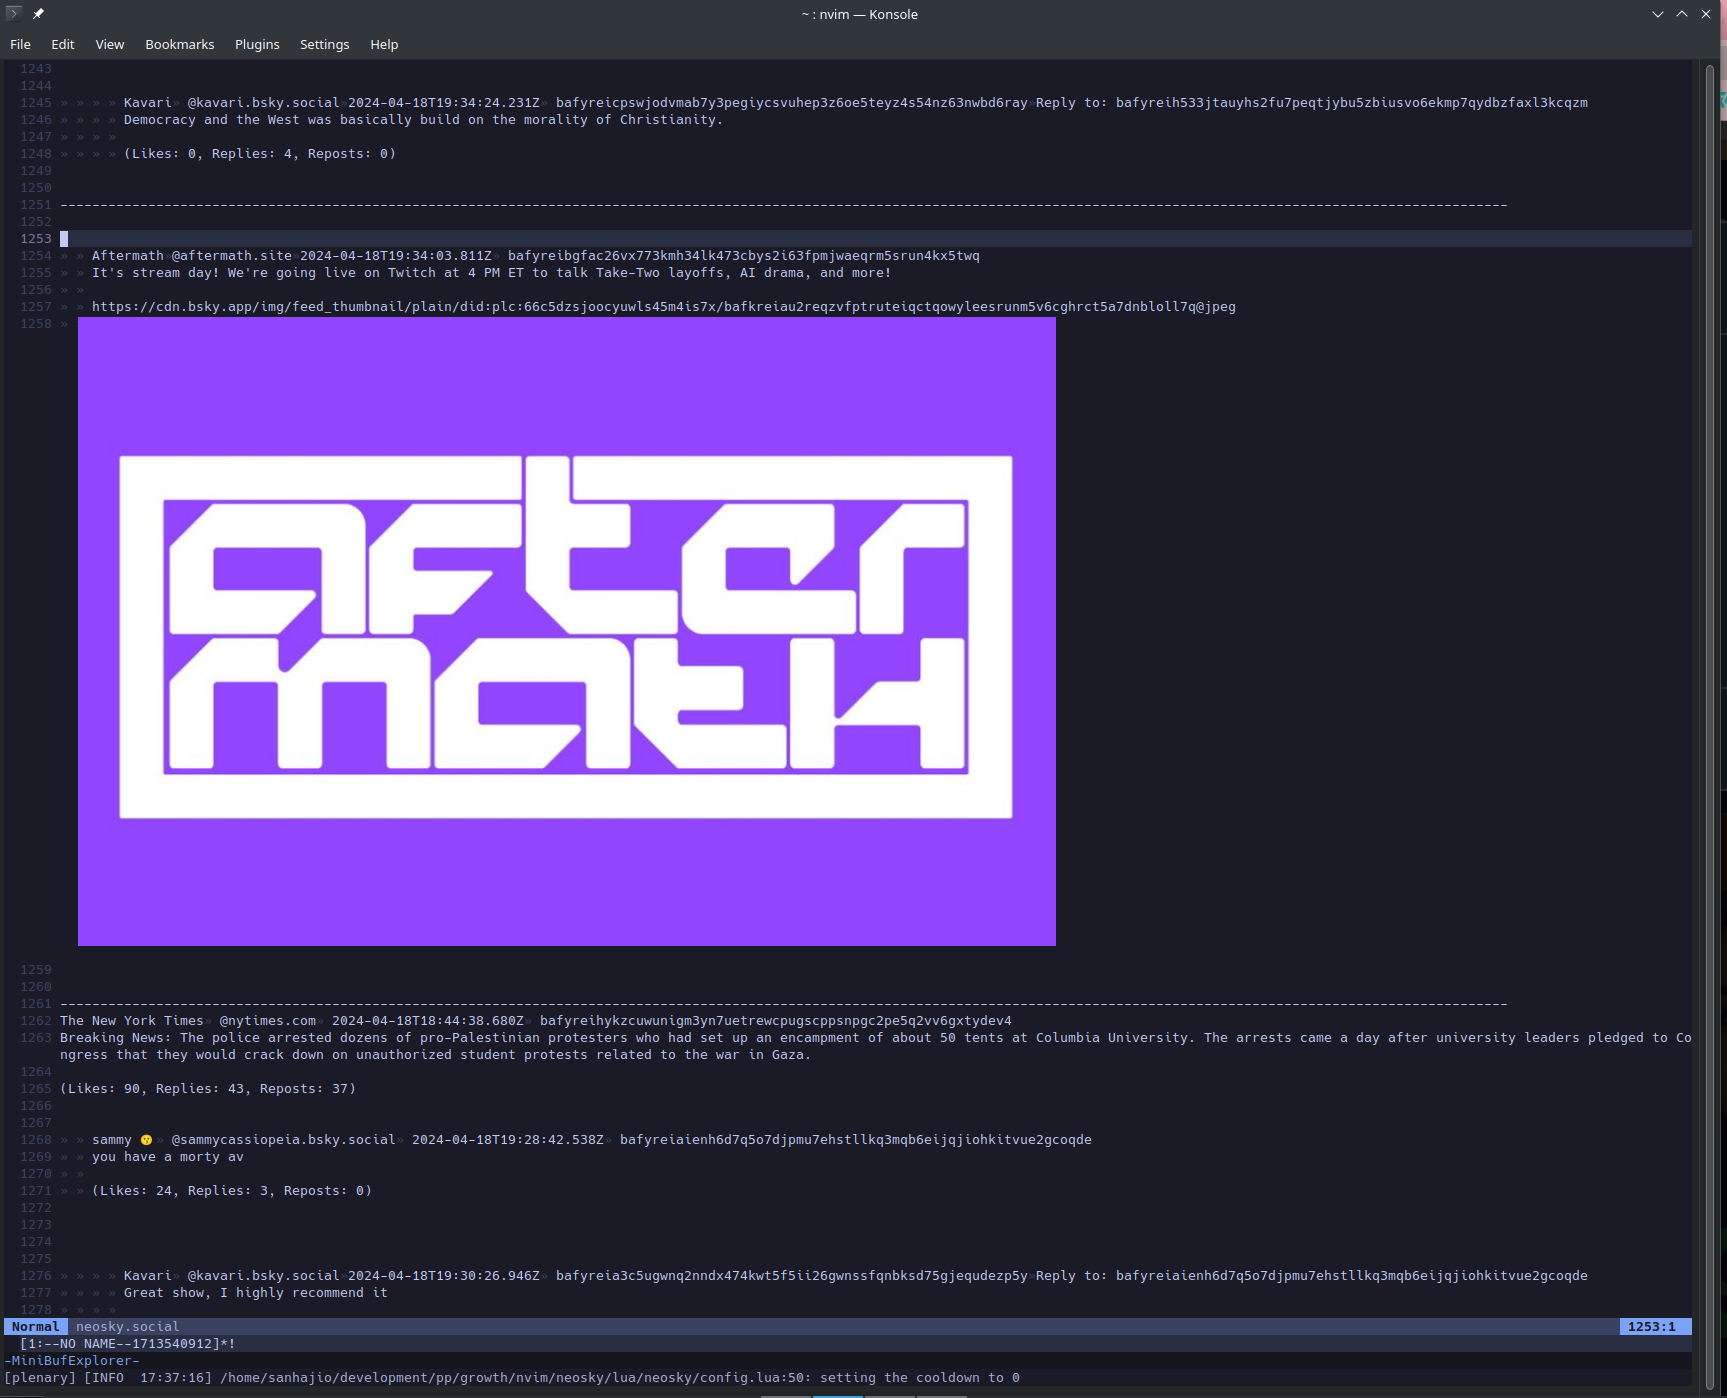 ~ : nvim — Konsole
File Edit View Bookmarks Plugins Settings Help
1243
1244
1245 » » » » Kavari» @kavari.bsky.social»2024-04-18T19:34:24.231Z» bafyreicpswjodvmab7y3pegiycsvuhep3z6oe5teyz4s54nz63nwbd6ray»Reply to: bafyreih533jtauyhs2fu7peqtjybu5zbiusvo6ekmp7qydbzfaxl3kcqzm
1246 » » » » Democracy and the West was basically build on the morality of Christianity.
1247 » » » »
1248 » » » » (Likes: 0, Replies: 4, Reposts: 0)
1249
1250
1251 -------------------------------------------------------------------------------------------------------------------------------------------------------------------------------------
1252
1253
1254 » » Aftermath»@aftermath.site»2024-04-18T19:34:03.811Z» bafyreibgfac26vx773kmh34lk473cbys2i63fpmjwaeqrm5srun4kx5twq
1255 » » It's stream day! We're going live on Twitch at 4 PM ET to talk Take-Two layoffs, AI drama, and more!
1256 » »
1257 » » https://cdn.bsky.app/img/feed_thumbnail/plain/did:plc:66c5dzsjoocyuwls45m4is7x/bafkreiau2reqzvfptruteiqctqowyleesrunm5v6cghrct5a7dnbloll7q@jpeg
1258 »
AFter
matH
1259
1260
1261 -------------------------------------------------------------------------------------------------------------------------------------------------------------------------------------
1262 The New York Times» @nytimes.com» 2024-04-18T18:44:38.680Z» bafyreihykzcuwunigm3yn7uetrewcpugscppsnpgc2pe5q2vv6gxtydev4
1263 Breaking News: The police arrested dozens of pro-Palestinian protesters who had set up an encampment of about 50 tents at Columbia University. The arrests came a day after university leaders pledged to Co
ngress that they would crack down on unauthorized student protests related to the war in Gaza.
1264
1265 (Likes: 90, Replies: 43, Reposts: 37)
1266
1267
1268 » » sammy 😗» @sammycassiopeia.bsky.social» 2024-04-18T19:28:42.538Z» bafyreiaienh6d7q5o7djpmu7ehstllkq3mqb6eijqjiohkitvue2gcoqde
1269 » » you have a morty av
1270 » »
1271 » » (Likes: 24, Replies: 3, Reposts: 0)
1272
1273
1274
1275
1276 » » » » Kavari» @kavari.bsky.social»2024-04-18T19:30:26.946Z» bafyreia3c5ugwnq2nndx474kwt5f5ii26gwnssfqnbksd75gjequdezp5y»Reply to: bafyreiaienh6d7q5o7djpmu7ehstllkq3mqb6eijqjiohkitvue2gcoqde
1277 » » » » Great show, I highly recommend it
1278 » » » »
Normal neosky.social 1253:1
[1:--NO NAME--1713540912]*!
-MiniBufExplorer-
[plenary] [INFO  17:37:16] /home/sanhajio/development/pp/growth/nvim/neosky/lua/neosky/config.lua:50: setting the cooldown to 0